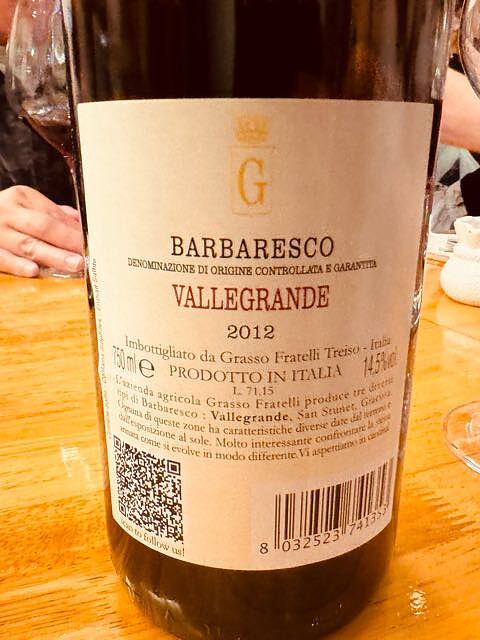 G
BARBARESCO
DENOMINAZIONE DI ORIGINE CONTROLLATA E GARANTITA
VALLEGRANDE
2012
Imbottigliato da Grasso Fratelli Treiso - Italia
750 ml e PRODOTTO IN ITALIA 14.5% vol
L. 71.15
L'azienda agricola Grasso Fratelli produce tre diversi
tipi di Barbaresco : Vallegrande, San Stunet, Giacosa.
Ognuna di queste zone ha caratteristiche diverse date dal terreno e
dall'esposizione al sole. Molto interessante confrontare la stessa
annata come si evolve in modo differente. Vi aspettiamo in cantina
scan to follow us!
8 032523 74135